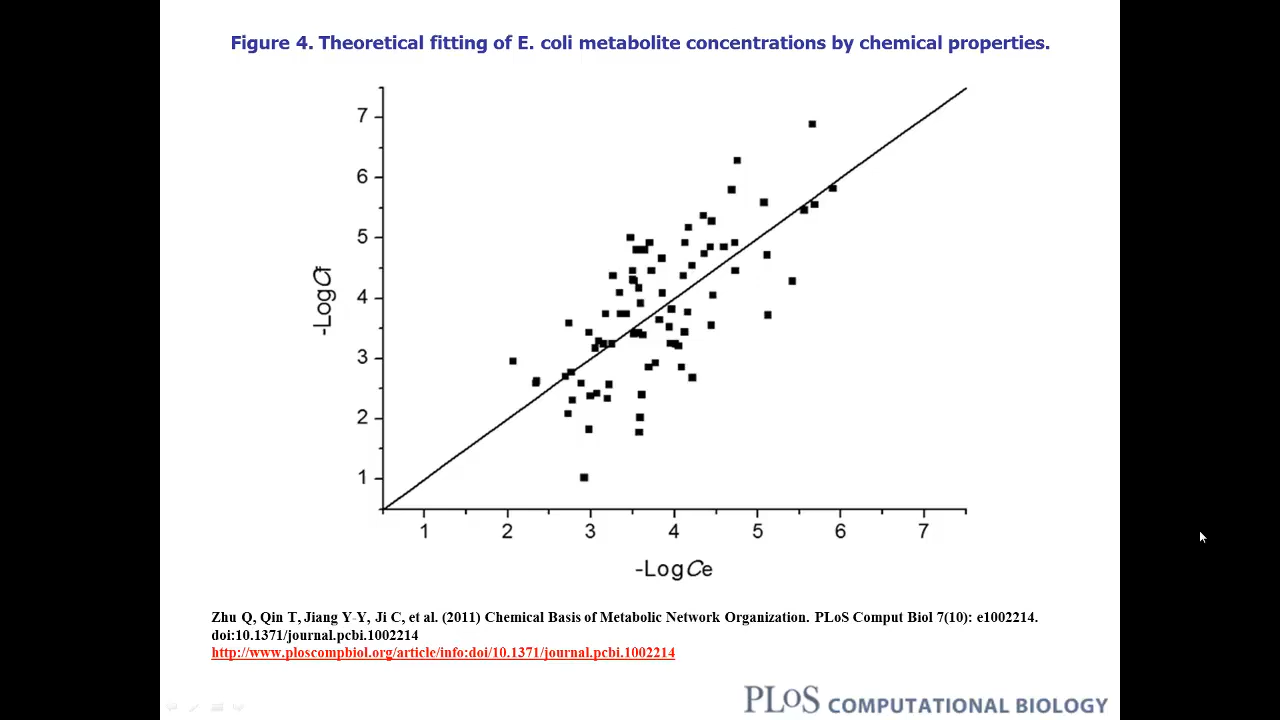 Figure 4. Theoretical fitting of E. coli metabolite concentrations by chemical properties.
7
6
5
4
3
2
1
-LogCf
1 2 3 4 5 6 7
-LogCe
Zhu Q, Qin T, Jiang Y-Y, Ji C, et al. (2011) Chemical Basis of Metabolic Network Organization. PLoS Comput Biol 7(10): e1002214.
doi:10.1371/journal.pcbi.1002214
http://www.ploscompbiol.org/article/info:doi/10.1371/journal.pcbi.1002214
PLoS COMPUTATIONAL BIOLOGY